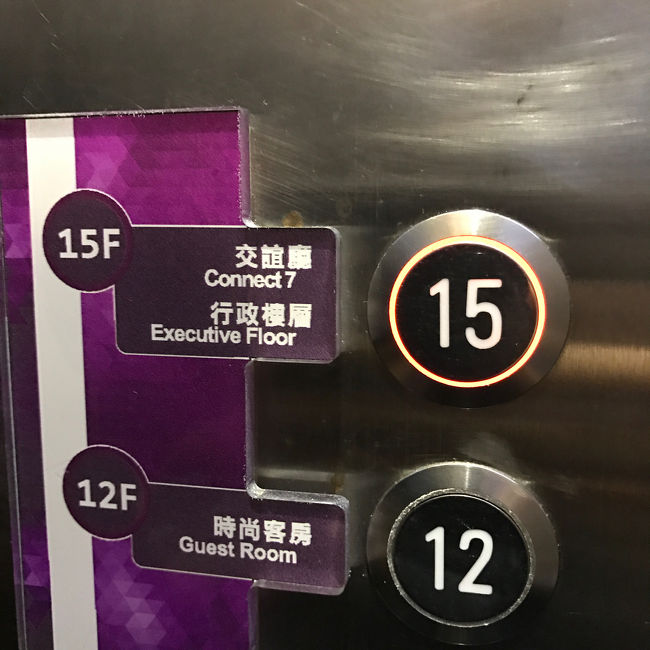 15F
交誼廳
Connect 7
行政樓層
Executive Floor
15
12F
時尚客房
Guest Room
12